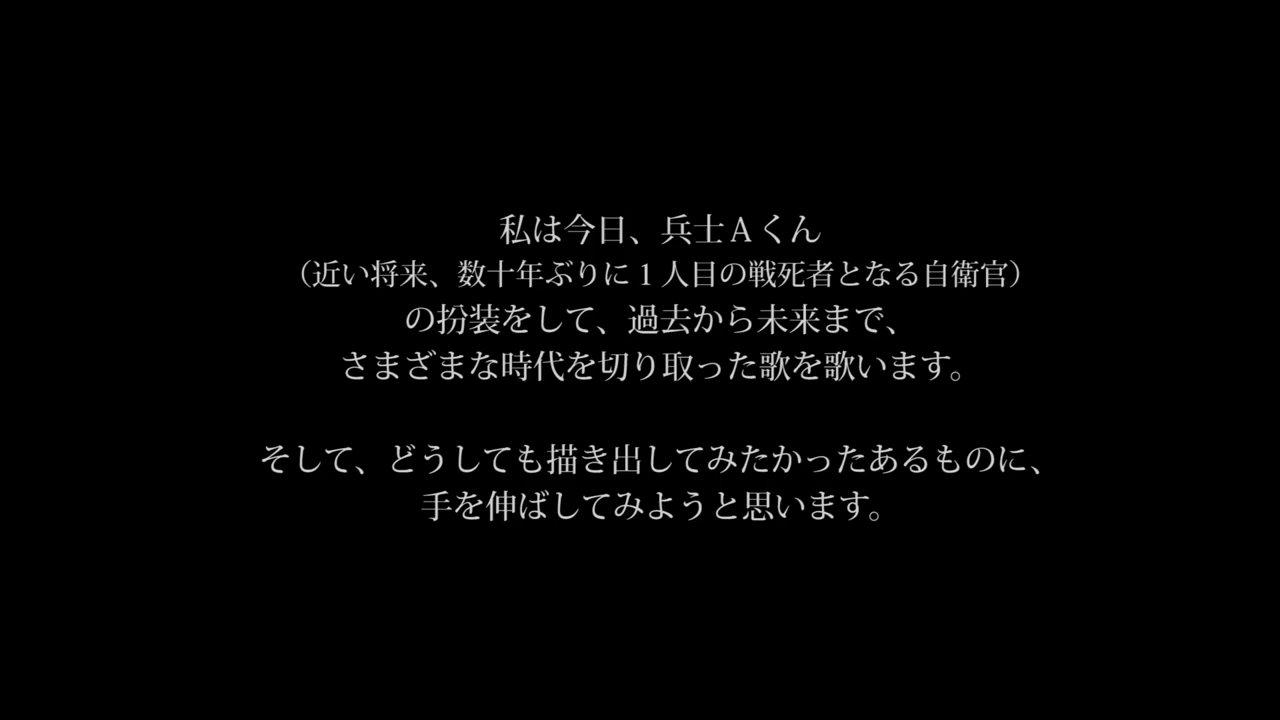 私は今日、兵士Ａくん
（近い将来、数十年ぶりに１人目の戦死者となる自衛官）
の扮装をして、過去から未来まで、
さまざまな時代を切り取った歌を歌います。
そして、どうしても描き出してみたかったあるものに、
手を伸ばしてみようと思います。